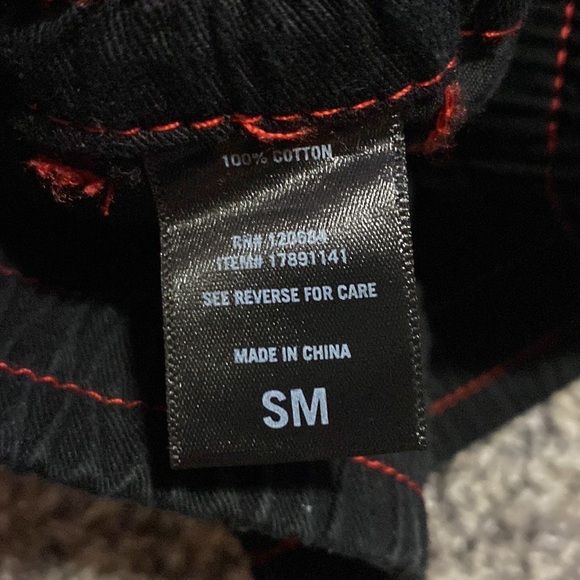 100% COTTON
RN# 120684
ITEM# 17891141
SEE REVERSE FOR CARE
MADE IN CHINA
SM